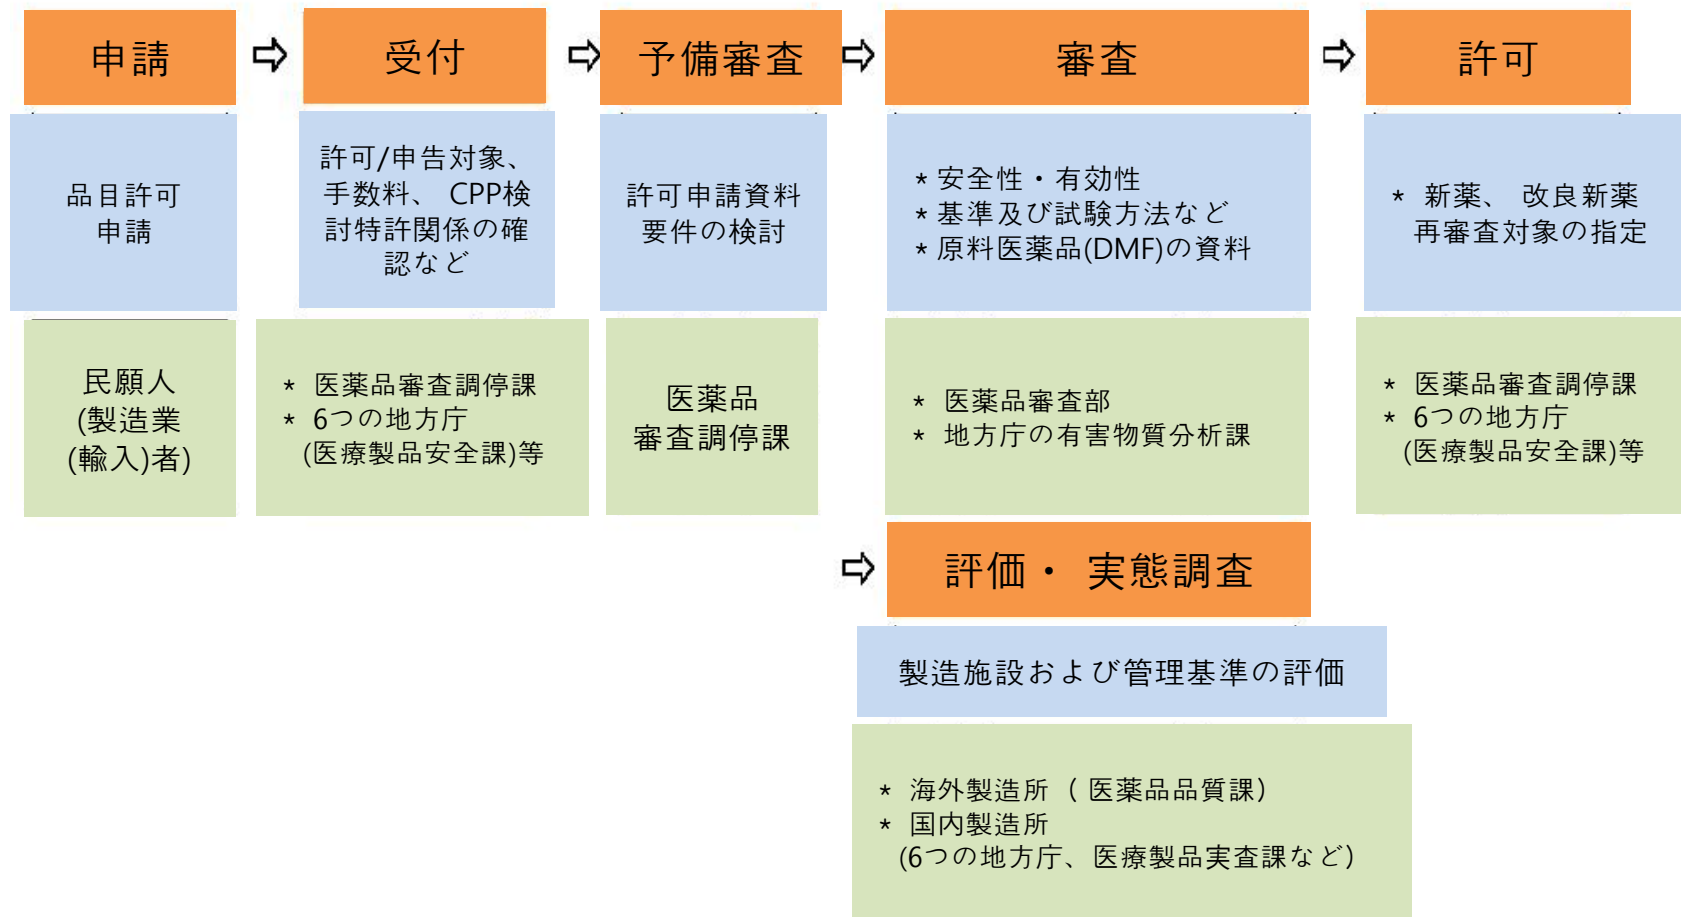 申請
受付
予備審査
審査
許可
品目許可
申請
許可/申告対象、
手数料、 CPP検
討特許関係の確
認など
許可申請資料
要件の検討
* 安全性・有効性
* 基準及び試験方法など
* 原料医薬品(DMF)の資料
* 新薬、 改良新薬
再審査対象の指定
民願人
(製造業
(輸入)者)
* 医薬品審査調停課
* 6つの地方庁
(医療製品安全課)等
医薬品
審査調停課
* 医薬品審査部
* 地方庁の有害物質分析課
* 医薬品審査調停課
* 6つの地方庁
(医療製品安全課)等
評価・ 実態調査
製造施設および管理基準の評価
* 海外製造所（ 医薬品品質課）
* 国内製造所
(6つの地方庁、医療製品実査課など）